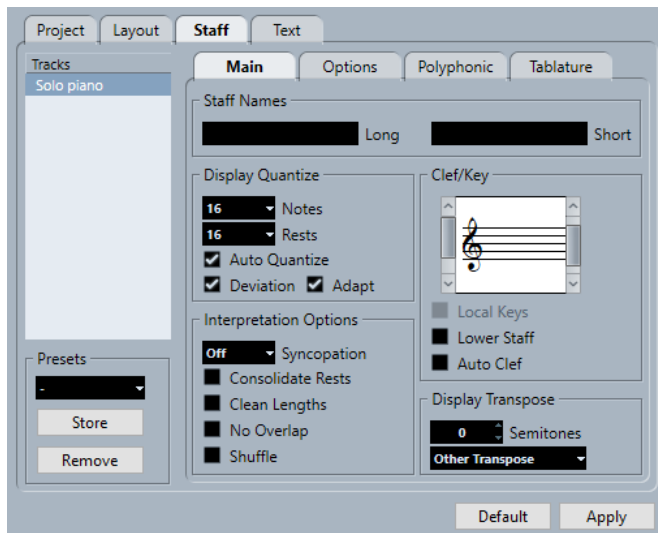 Project Layout Staff Text
Tracks
Solo piano
Main Options Polyphonic Tablature
Staff Names
Long Short
Display Quantize
16 Notes
16 Rests
Auto Quantize
Deviation Adapt
Clef/Key
Local Keys
Lower Staff
Auto Clef
Interpretation Options
Off Syncopation
Consolidate Rests
Clean Lengths
No Overlap
Shuffle
Display Transpose
0 Semitones
Other Transpose
Presets
-
Store
Remove
Default Apply